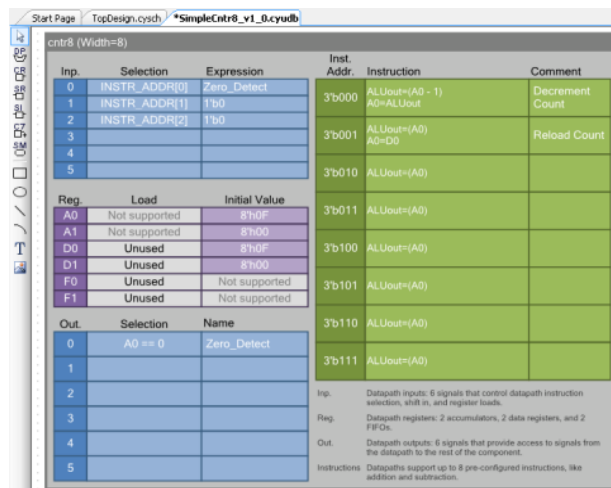 Start Page TopDesign.cysch *SimpleCntr8_v1_0.cyudb
cntr8 (Width=8)
Inp. Selection Expression
0 INSTR_ADDR[0] Zero_Detect
1 INSTR_ADDR[1] 1'b0
2 INSTR_ADDR[2] 1'b0
3
4
5
Reg. Load Initial Value
A0 Not supported 8'h0F
A1 Not supported 8'h00
D0 Unused 8'h0F
D1 Unused 8'h00
F0 Unused Not supported
F1 Unused Not supported
Out. Selection Name
0 A0 == 0 Zero_Detect
1
2
3
4
5
Inst.
Addr. Instruction Comment
3'b000 ALUout=(A0 - 1)
A0=ALUout
Decrement
Count
3'b001 ALUout=(A0)
A0=D0
Reload Count
3'b010 ALUout=(A0)
3'b011 ALUout=(A0)
3'b100 ALUout=(A0)
3'b101 ALUout=(A0)
3'b110 ALUout=(A0)
3'b111 ALUout=(A0)
Inp. Datapath inputs: 6 signals that control datapath instruction
selection, shift in, and register loads.
Reg. Datapath registers: 2 accumulators, 2 data registers, and 2
FIFOs.
Out. Datapath outputs: 6 signals that provide access to signals from
the datapath to the rest of the component.
Instructions Datapaths support up to 8 pre-configured instructions, like
addition and subtraction.
DP
CR
SR
SL
C7
SM
T